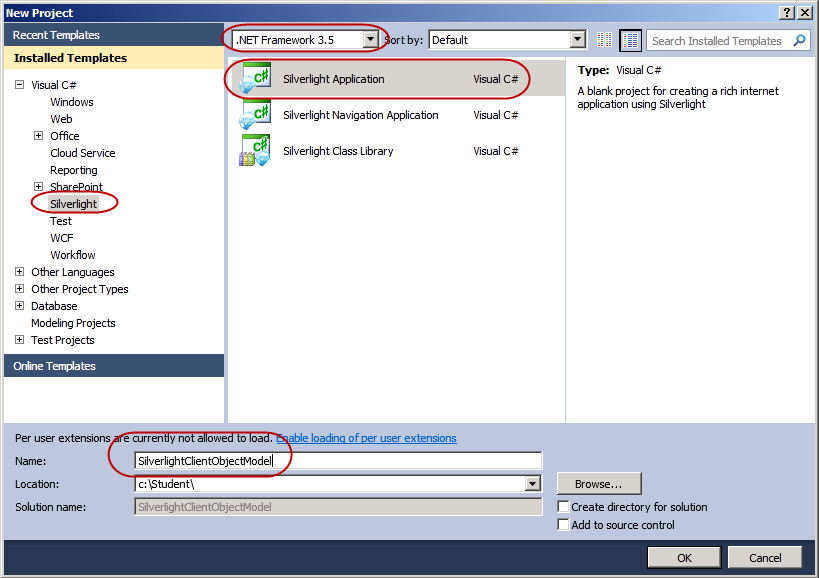 New Project
Recent Templates
Installed Templates
Visual C#
Windows
Web
Office
Cloud Service
Reporting
SharePoint
Silverlight
Test
WCF
Workflow
Other Languages
Other Project Types
Database
Modeling Projects
Test Projects
Online Templates
.NET Framework 3.5 Sort by: Default Search Installed Templates
Silverlight Application Visual C#
Silverlight Navigation Application Visual C#
Silverlight Class Library Visual C#
Type: Visual C#
A blank project for creating a rich internet
application using Silverlight
Per user extensions are currently not allowed to load. Enable loading of per user extensions
Name: SilverlightClientObjectModel
Location: c:\Student\ Browse...
Solution name: SilverlightClientObjectModel
Create directory for solution
Add to source control
OK Cancel